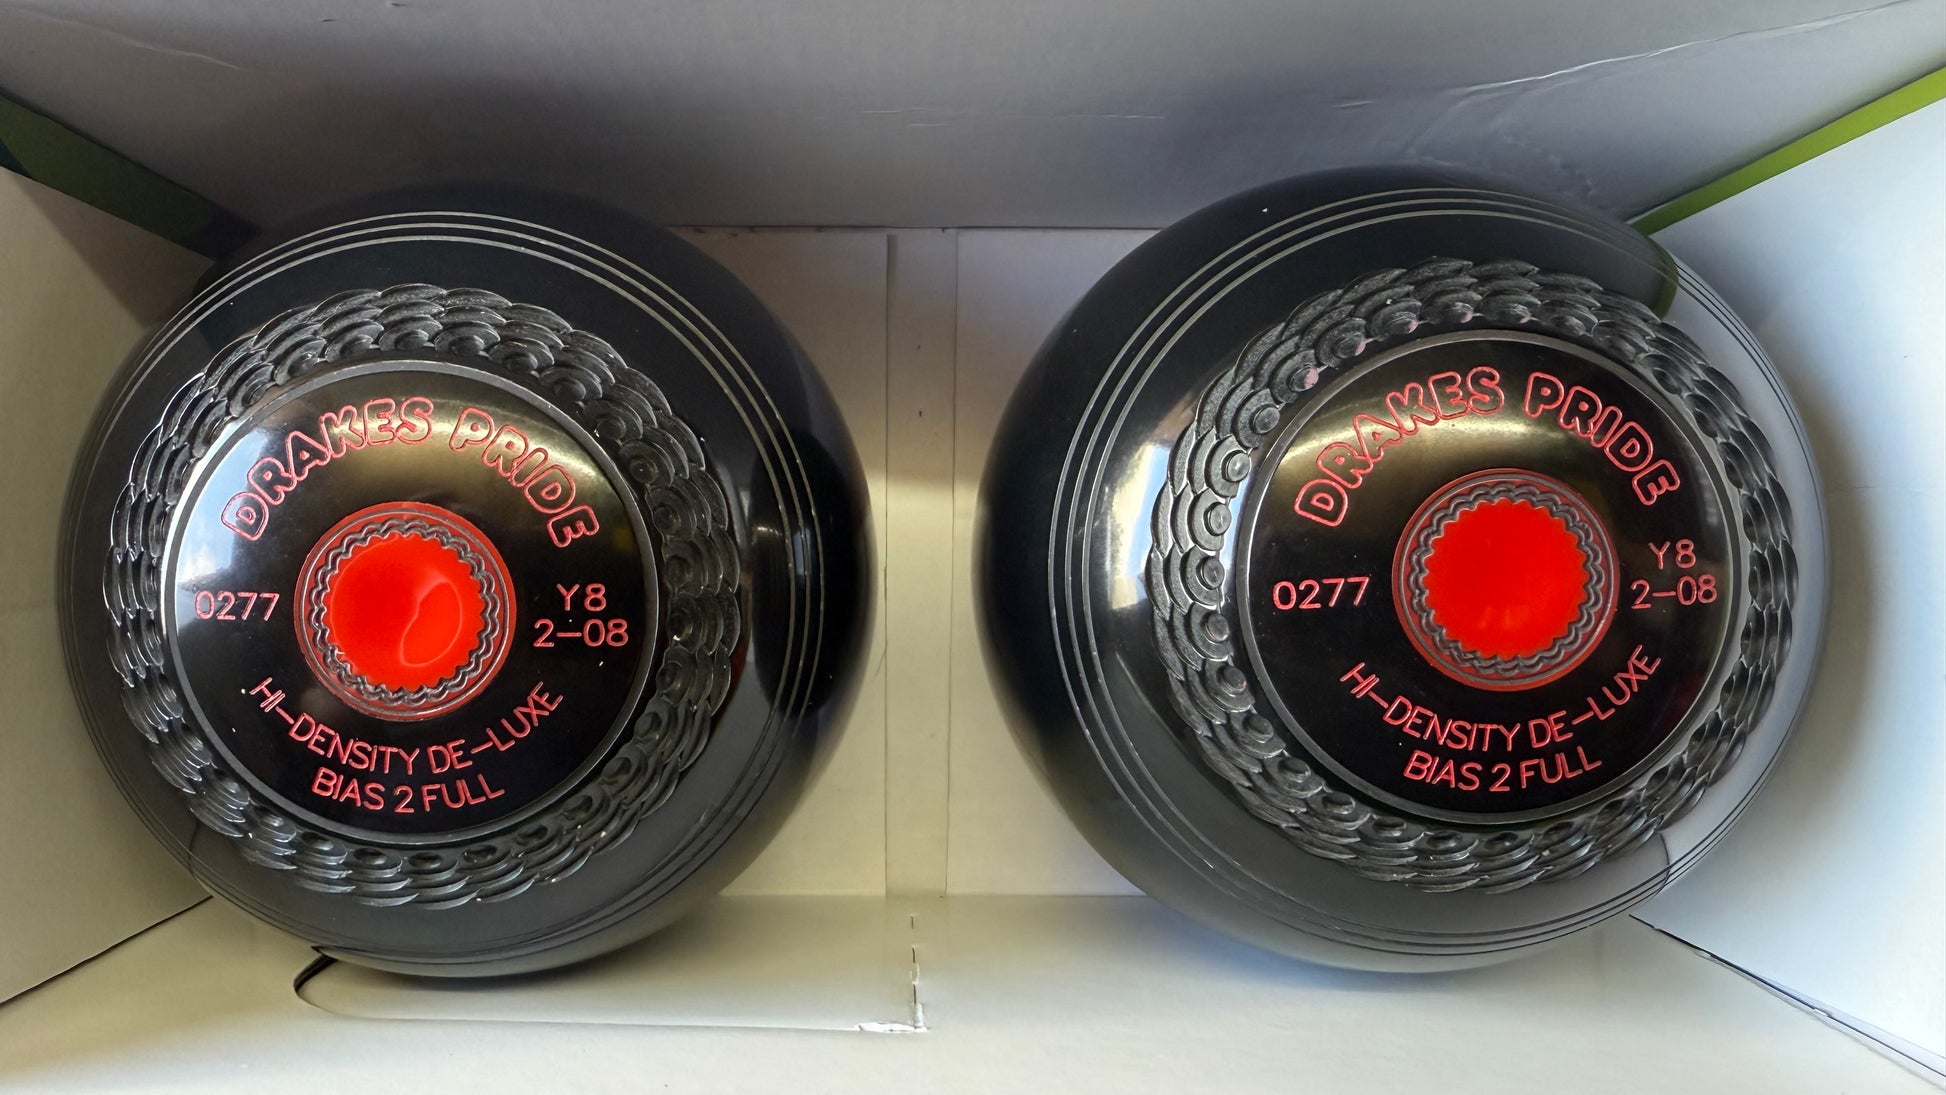 DRAKES PRIDE
0277
Y8
2-08
HI-DENSITY DE-LUXE
BIAS 2 FULL
DRAKES PRIDE
0277
Y8
2-08
HI-DENSITY DE-LUXE
BIAS 2 FULL